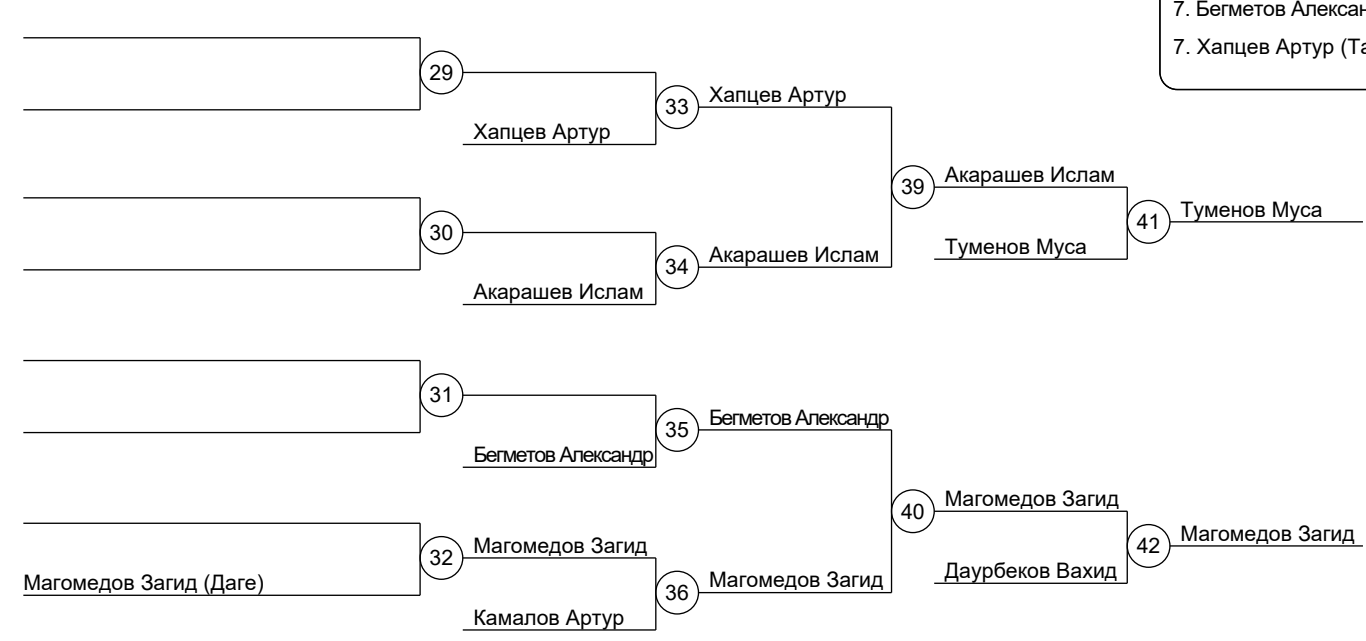 7. Бегметов Алексан
7. Хапцев Артур (Та
29
33
Хапцев Артур
Хапцев Артур
39
Акарашев Ислам
41
Туменов Муса
Туменов Муса
30
34
Акарашев Ислам
Акарашев Ислам
31
35
Бегметов Александр
Бегметов Александр
40
Магомедов Загид
42
Магомедов Загид
Даурбеков Вахид
32
Магомедов Загид
36
Магомедов Загид
Магомедов Загид (Даге)
Камалов Артур